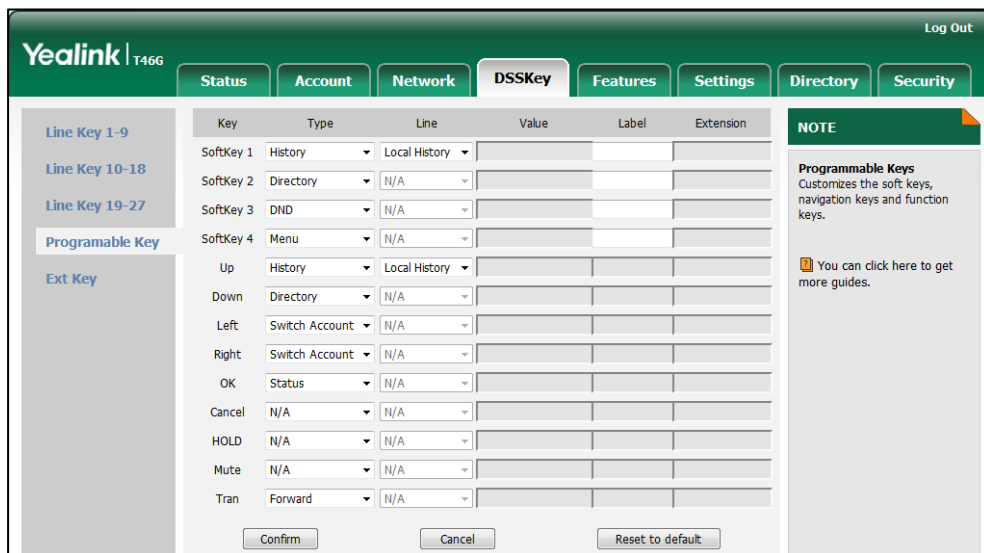 Log Out
Yealink T46G
Status Account Network DSSKey Features Settings Directory Security
Line Key 1-9
Line Key 10-18
Line Key 19-27
Programable Key
Ext Key
Key Type Line Value Label Extension
SoftKey 1 History Local History
SoftKey 2 Directory N/A
SoftKey 3 DND N/A
SoftKey 4 Menu N/A
Up History Local History
Down Directory N/A
Left Switch Account N/A
Right Switch Account N/A
OK Status N/A
Cancel N/A N/A
HOLD N/A N/A
Mute N/A N/A
Tran Forward N/A
Confirm Cancel Reset to default
NOTE
Programmable Keys
Customizes the soft keys,
navigation keys and function
keys.
? You can click here to get
more guides.